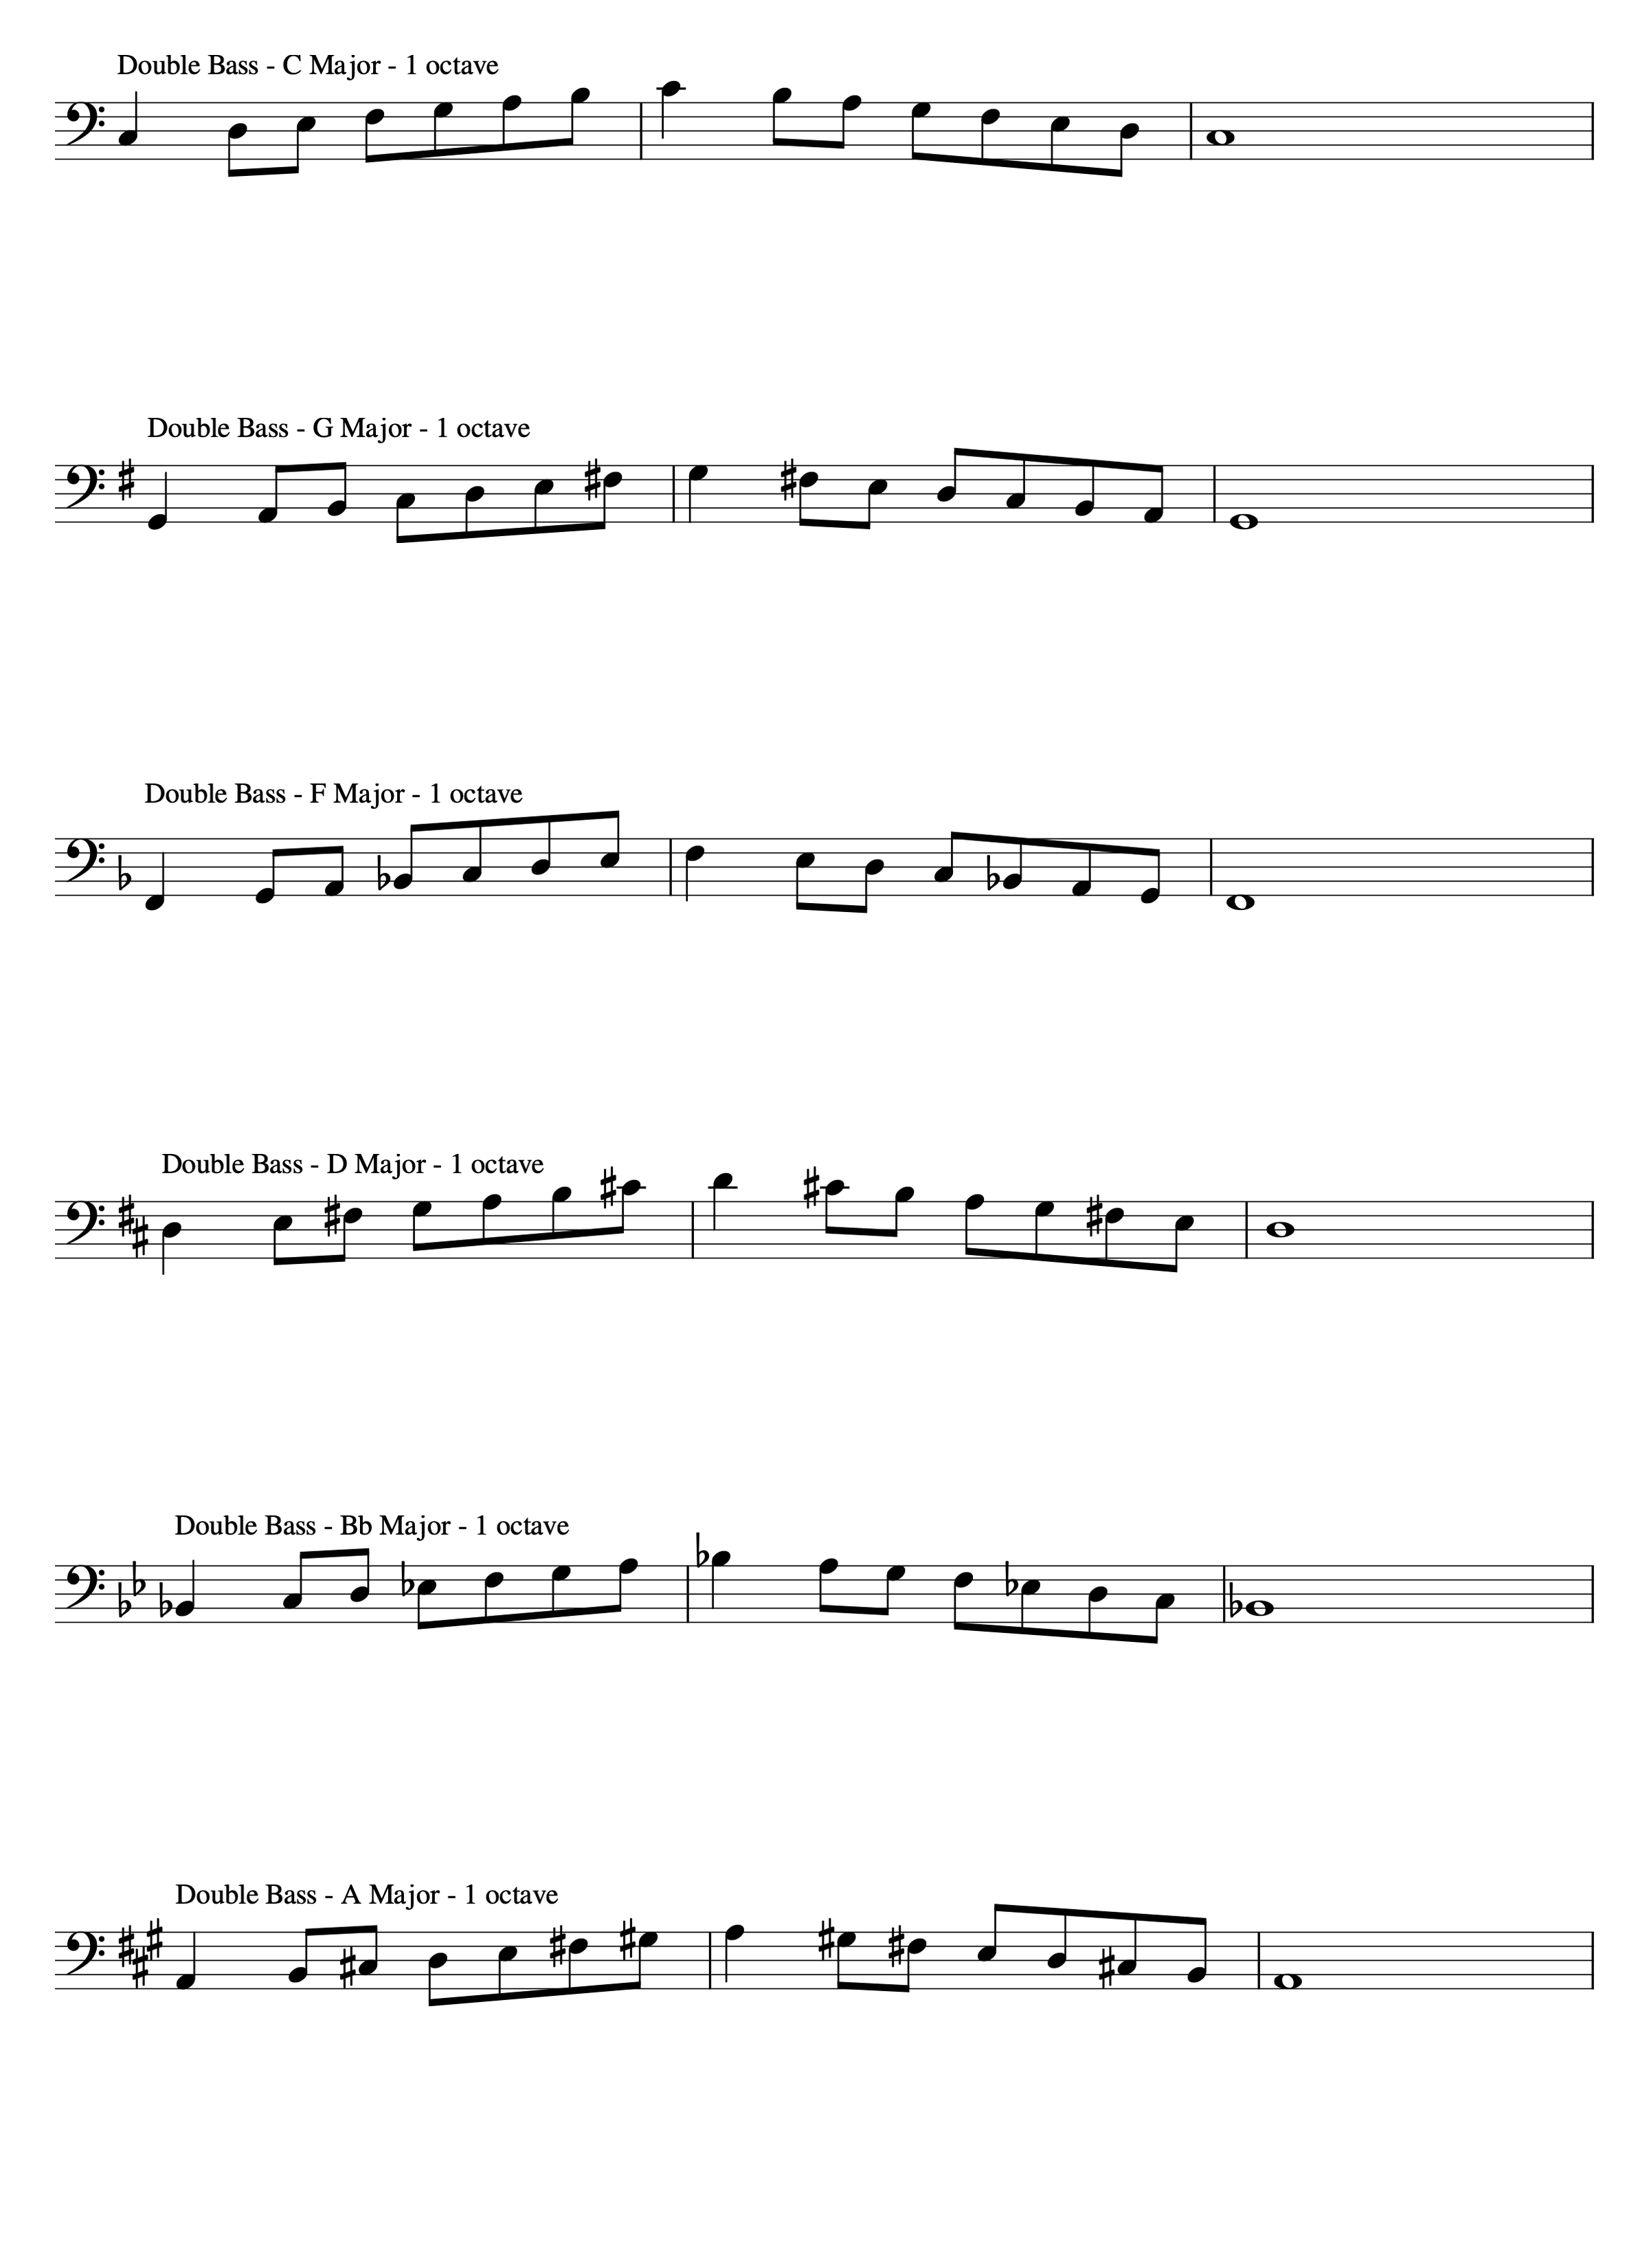 Double Bass - C Major - 1 octave
Double Bass - G Major - 1 octave
Double Bass - F Major - 1 octave
Double Bass - D Major - 1 octave
Double Bass - Bb Major - 1 octave
Double Bass - A Major - 1 octave